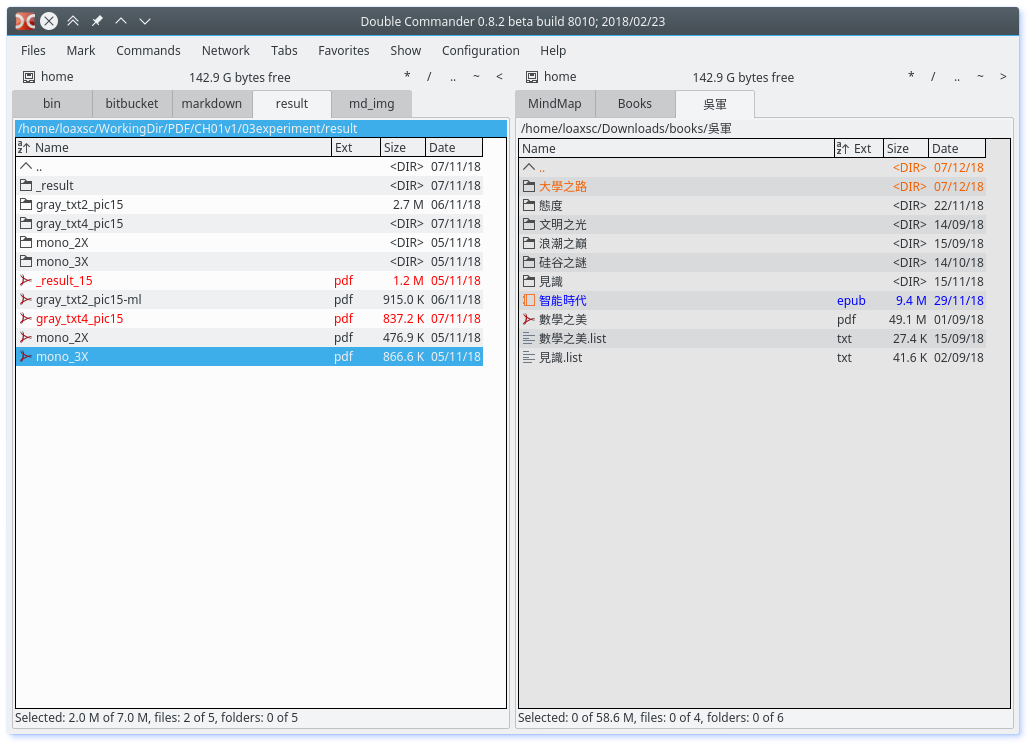 Double Commander 0.8.2 beta build 8010; 2018/02/23
Files Mark Commands Network Tabs Favorites Show Configuration Help
home 142.9 G bytes free * / .. ~ <
bin bitbucket markdown result md_img
/home/loaxsc/WorkingDir/PDF/CH01v1/03experiment/result
Name Ext Size Date
.. <DIR> 07/11/18
_result <DIR> 07/11/18
gray_txt2_pic15 2.7 M 06/11/18
gray_txt4_pic15 <DIR> 07/11/18
mono_2X <DIR> 05/11/18
mono_3X <DIR> 05/11/18
_result_15 pdf 1.2 M 05/11/18
gray_txt2_pic15-ml pdf 915.0 K 06/11/18
gray_txt4_pic15 pdf 837.2 K 07/11/18
mono_2X pdf 476.9 K 05/11/18
mono_3X pdf 866.6 K 05/11/18
Selected: 2.0 M of 7.0 M, files: 2 of 5, folders: 0 of 5
home 142.9 G bytes free * / .. ~ >
MindMap Books 吳軍
/home/loaxsc/Downloads/books/吳軍
Name Ext Size Date
.. <DIR> 07/12/18
大學之路 <DIR> 07/12/18
態度 <DIR> 22/11/18
文明之光 <DIR> 14/09/18
浪潮之巔 <DIR> 15/09/18
硅谷之謎 <DIR> 14/10/18
見識 <DIR> 15/11/18
智能時代 epub 9.4 M 29/11/18
數學之美 pdf 49.1 M 01/09/18
數學之美.list txt 27.4 K 15/09/18
見識.list txt 41.6 K 02/09/18
Selected: 0 of 58.6 M, files: 0 of 4, folders: 0 of 6